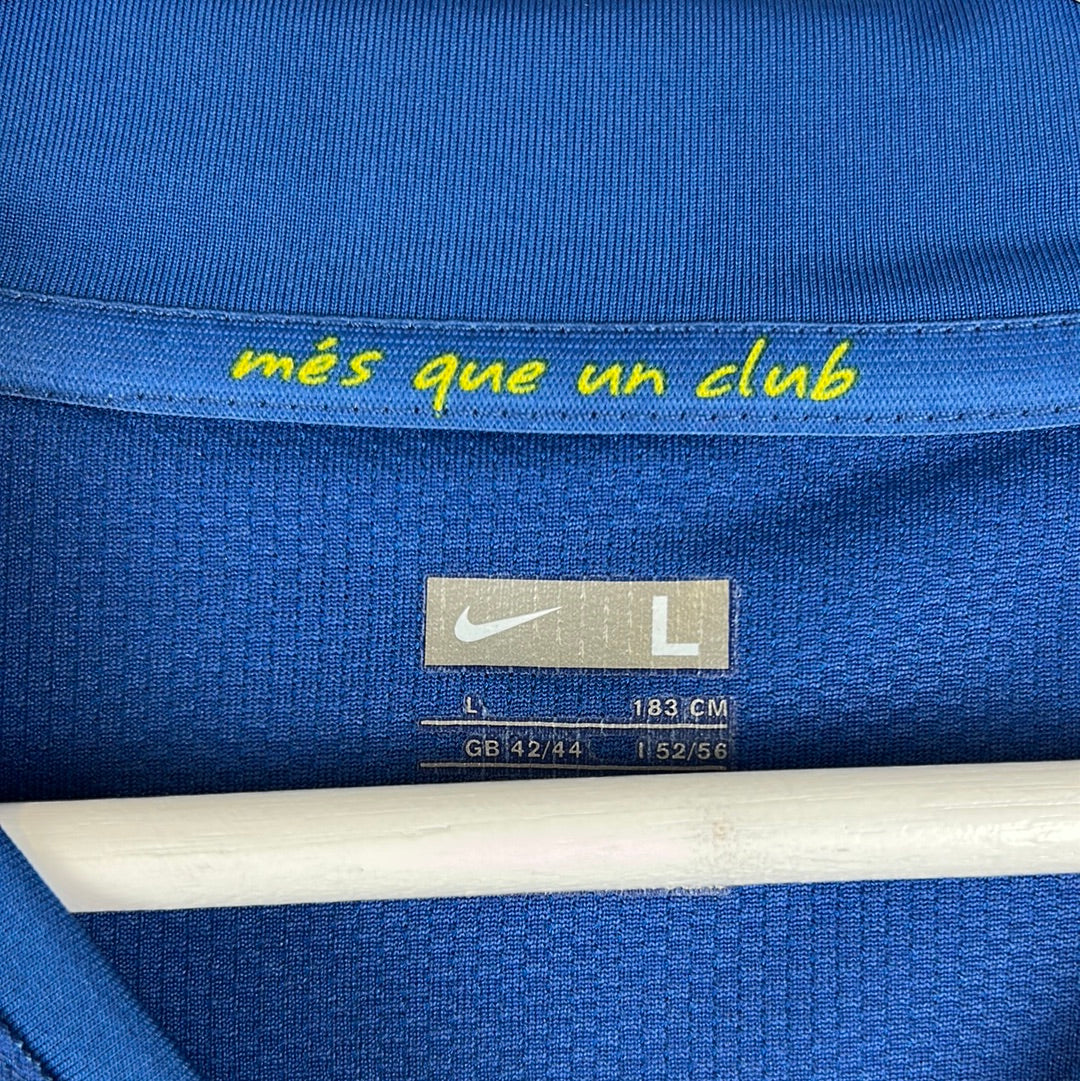 més que un club
L
L 183 CM
GB 42/44 I 52/56